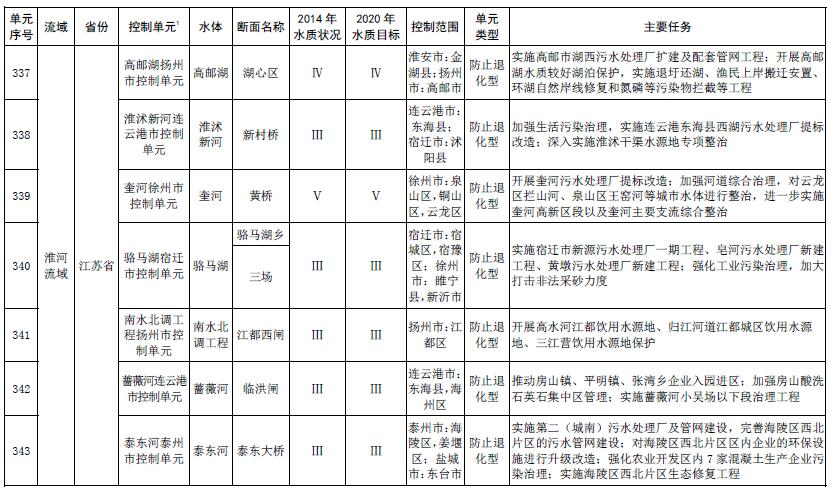 单元
序号
流域
省份
控制单元¹
水体
断面名称
2014 年
水质状况
2020 年
水质目标
控制范围
单元
类型
主要任务
淮河
流域
江苏省
337
高邮湖扬州
市控制单元
高邮湖
湖心区
Ⅳ
Ⅳ
淮安市：金
湖县；扬州
市：高邮市
防止退
化型
实施高邮市湖西污水处理厂扩建及配套管网工程；开展高邮
湖水质较好湖泊保护，实施退圩还湖、渔民上岸搬迁安置、
环湖自然岸线修复和氮磷等污染物拦截等工程
338
淮沭新河连
云港市控制
单元
淮沭
新河
新村桥
Ⅲ
Ⅲ
连云港市：
东海县；
宿迁市：沭
阳县
防止退
化型
加强生活污染治理，实施连云港东海县西湖污水处理厂提标
改造；深入实施淮沭干渠水源地专项整治
339
奎河徐州市
控制单元
奎河
黄桥
Ⅴ
Ⅴ
徐州市：泉
山区，铜山
区，云龙区
防止退
化型
开展奎河污水处理厂提标改造；加强河道综合治理，对云龙
区拦山河、泉山区王窑河等城市水体进行整治，进一步实施
奎河高新区段以及奎河主要支流综合整治
340
骆马湖宿迁
市控制单元
骆马湖
骆马湖乡
三场
Ⅲ
Ⅲ
宿迁市：宿
城区，宿豫
区；徐州
市：睢宁
县，新沂市
防止退
化型
实施宿迁市新源污水处理厂一期工程、皂河污水处理厂新建
工程、黄墩污水处理厂新建工程；强化工业污染治理，加大
打击非法采砂力度
341
南水北调工
程扬州市控
制单元
南水北
调工程
江都西闸
Ⅲ
Ⅲ
扬州市：江
都区
防止退
化型
开展高水河江都饮用水源地、归江河道江都城区饮用水源
地、三江营饮用水源地保护
342
蔷薇河连云港
市控制单元
蔷薇河
临洪闸
Ⅲ
Ⅲ
连云港市：
东海县，海
州区
防止退
化型
推动房山镇、平明镇、张湾乡企业入园进区；加强房山酸洗
石英石集中区管理；实施蔷薇河小吴场以下段治理工程
343
泰东河泰州
市控制单元
泰东河
泰东大桥
Ⅲ
Ⅲ
泰州市：海
陵区，姜堰
区；盐城
市：东台市
防止退
化型
实施第二（城南）污水处理厂及管网建设，完善海陵区西北
片区的污水管网建设；对海陵区西北片区区内企业的环保设
施进行升级改造；强化农业开发区内 7 家混凝土生产企业污
染治理；实施海陵区西北片区生态修复工程